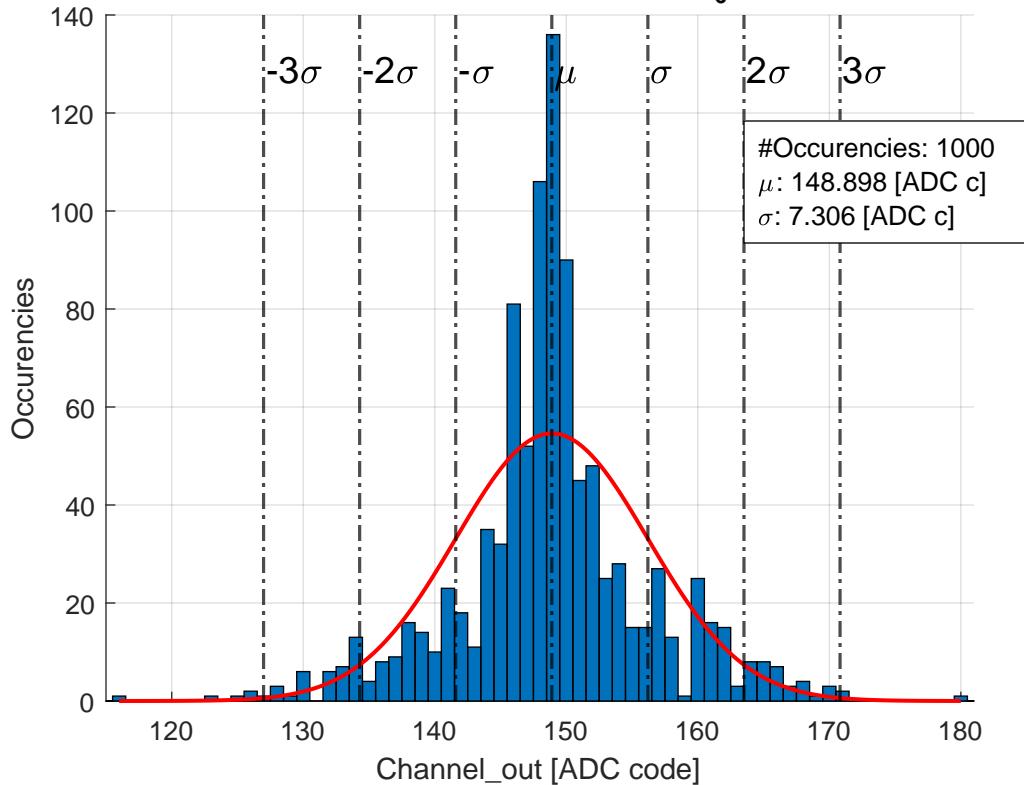 140
120
100
80
60
40
20
0
Occurencies
-3σ
-2σ
-σ
μ
σ
2σ
3σ
#Occurencies: 1000
μ: 148.898 [ADC c]
σ: 7.306 [ADC c]
120
130
140
150
160
170
180
Channel_out [ADC code]